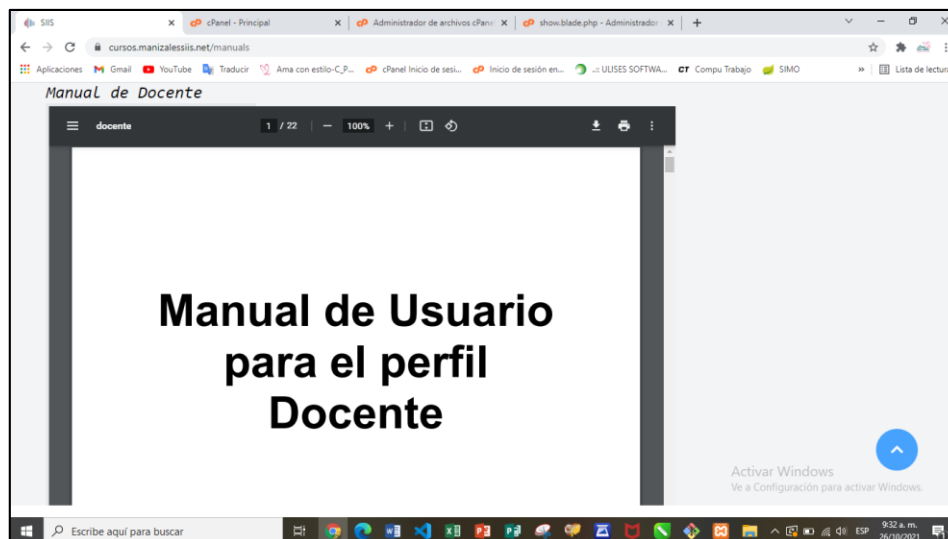 SIIS
cPanel - Principal
Administrador de archivos cPane
show.blade.php - Administrador
cursos.manizalessiis.net/manuals
Aplicaciones
Gmail
YouTube
Traducir
Ama con estilo-C_P...
cPanel Inicio de sesi...
Inicio de sesión en...
..:: ULISES SOFTWA...
CT Compu Trabajo
SIMO
»
Lista de lectura
Manual de Docente
docente
1 / 22
100%
Manual de Usuario
para el perfil
Docente
Activar Windows
Ve a Configuración para activar Windows.
Escribe aquí para buscar
ESP
9:32 a. m.
26/10/2021